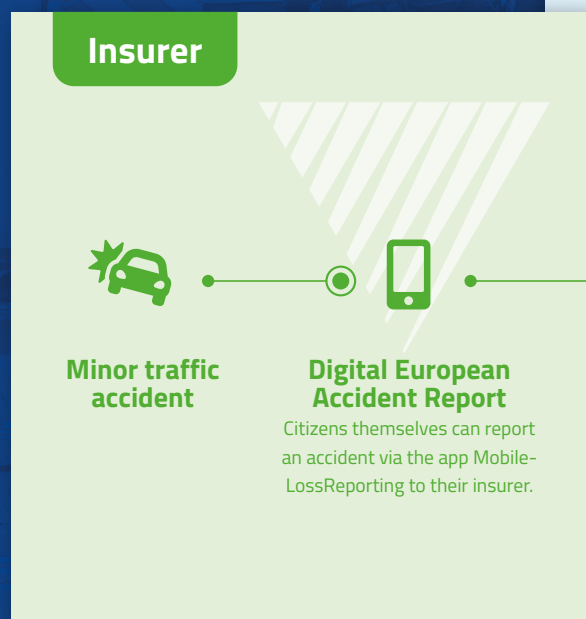 Insurer
Minor traffic
accident
Digital European
Accident Report
Citizens themselves can report
an accident via the app Mobile-
LossReporting to their insurer.